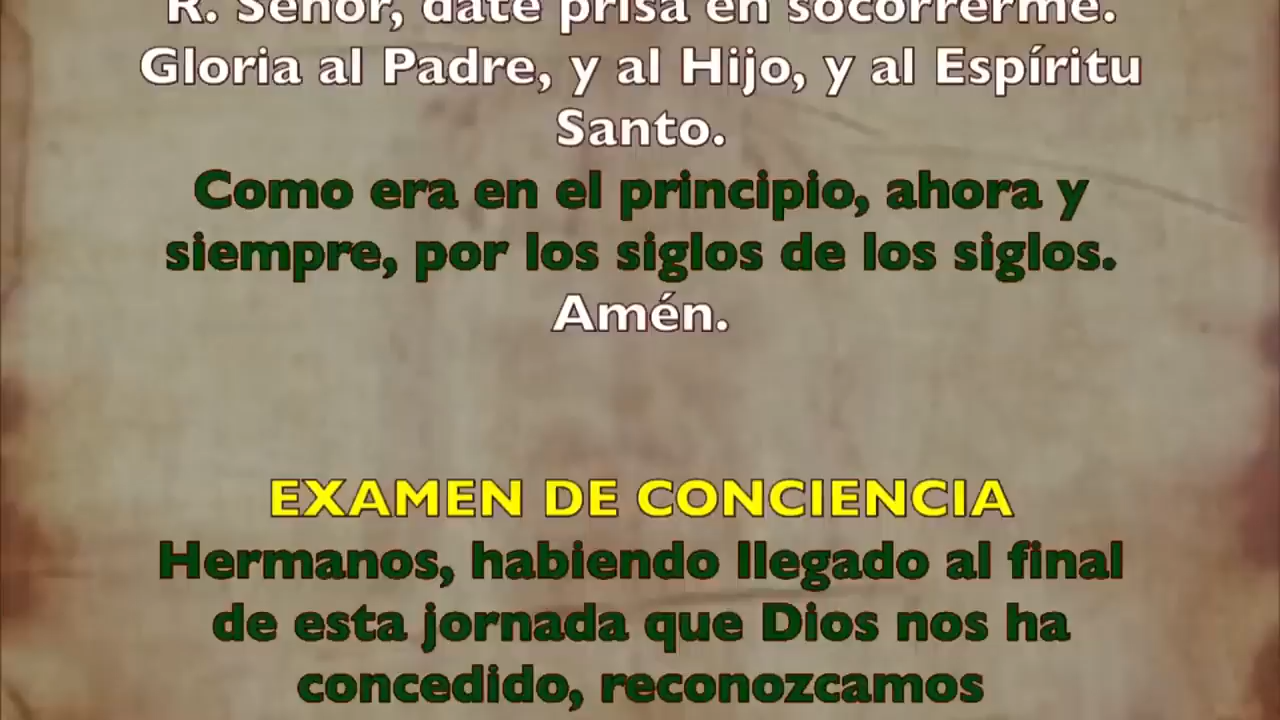 R. Señor, date prisa en socorrerme.
Gloria al Padre, y al Hijo, y al Espíritu
Santo.
Como era en el principio, ahora y
siempre, por los siglos de los siglos.
Amén.
EXAMEN DE CONCIENCIA
Hermanos, habiendo llegado al final
de esta jornada que Dios nos ha
concedido, reconozcamos